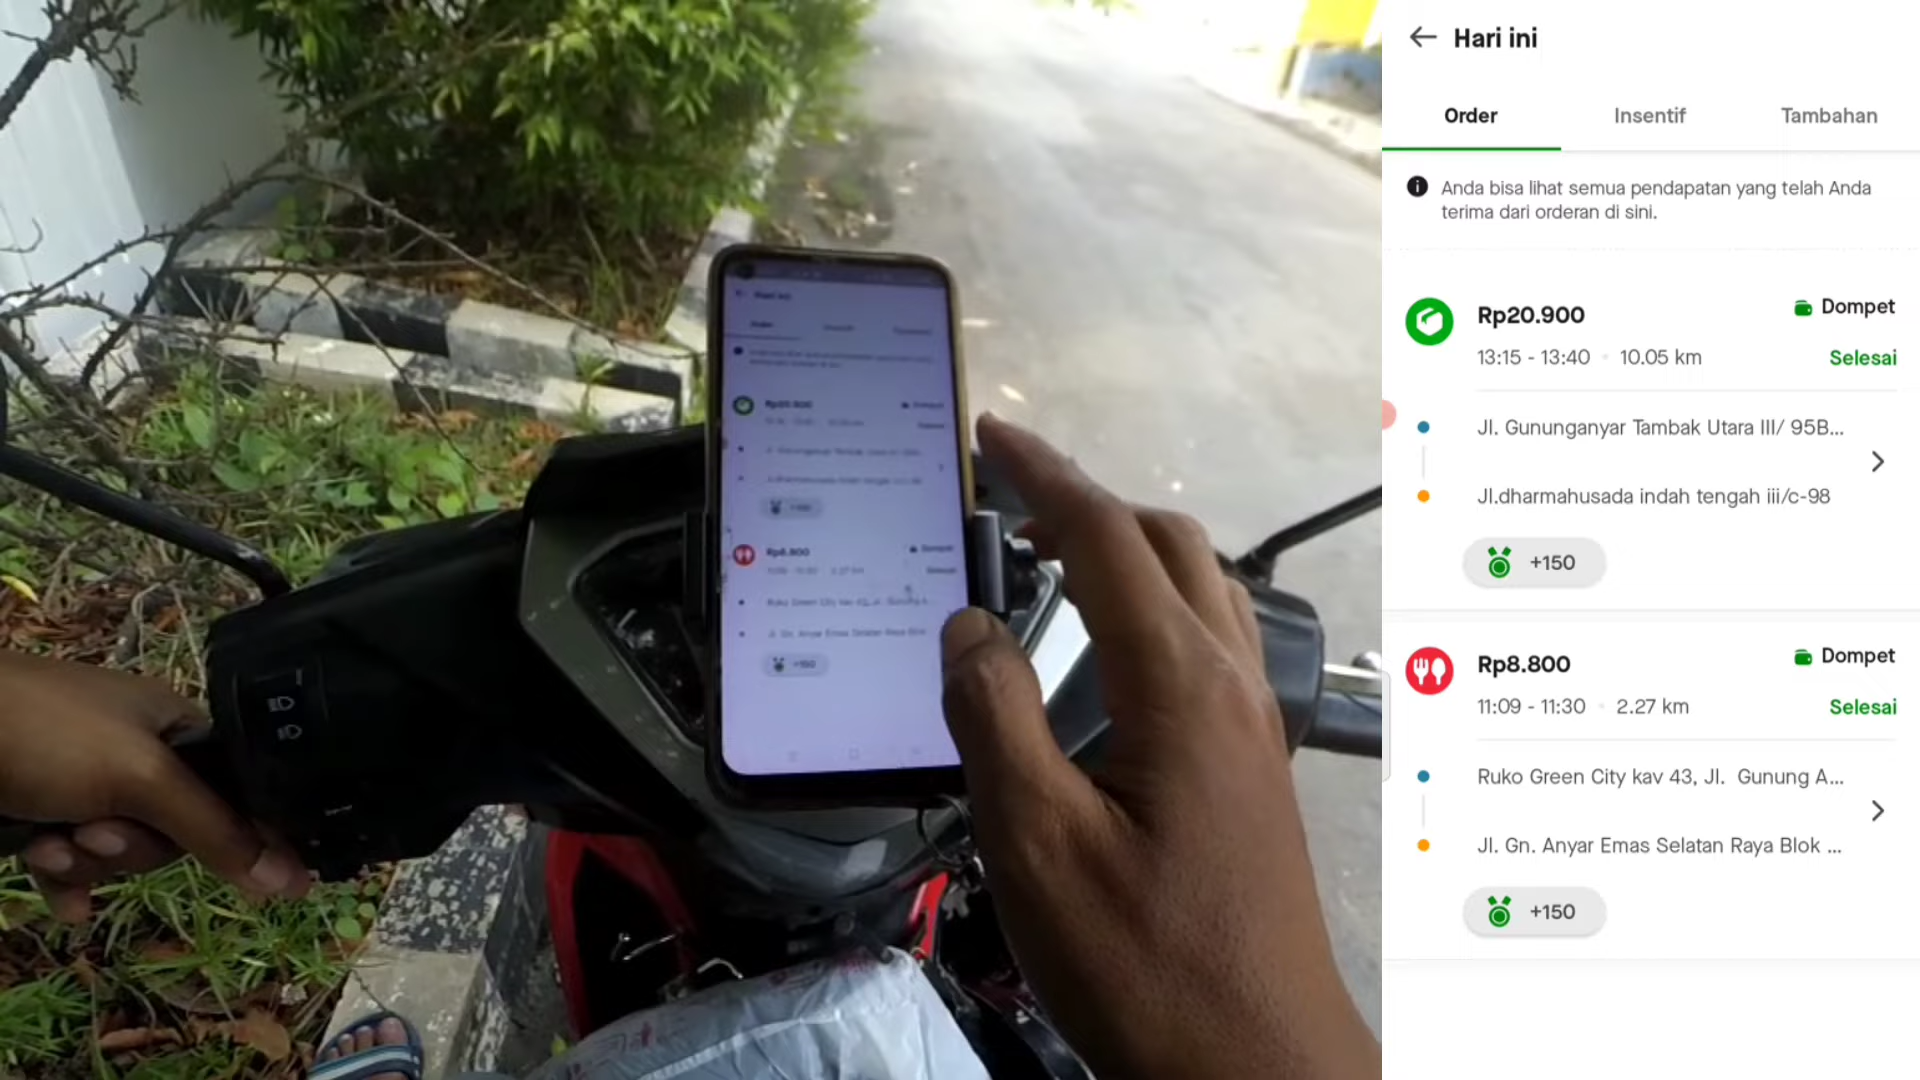 Hari ini
Order
Insentif
Tambahan
Anda bisa lihat semua pendapatan yang telah Anda
terima dari orderan di sini.
Rp20.900
Dompet
13:15 - 13:40 • 10.05 km
Selesai
Jl. Gununganyar Tambak Utara III/ 95B...
Jl.dharmahusada indah tengah iii/c-98
+150
Rp8.800
Dompet
11:09 - 11:30 • 2.27 km
Selesai
Ruko Green City kav 43, Jl. Gunung A...
Jl. Gn. Anyar Emas Selatan Raya Blok ...
+150